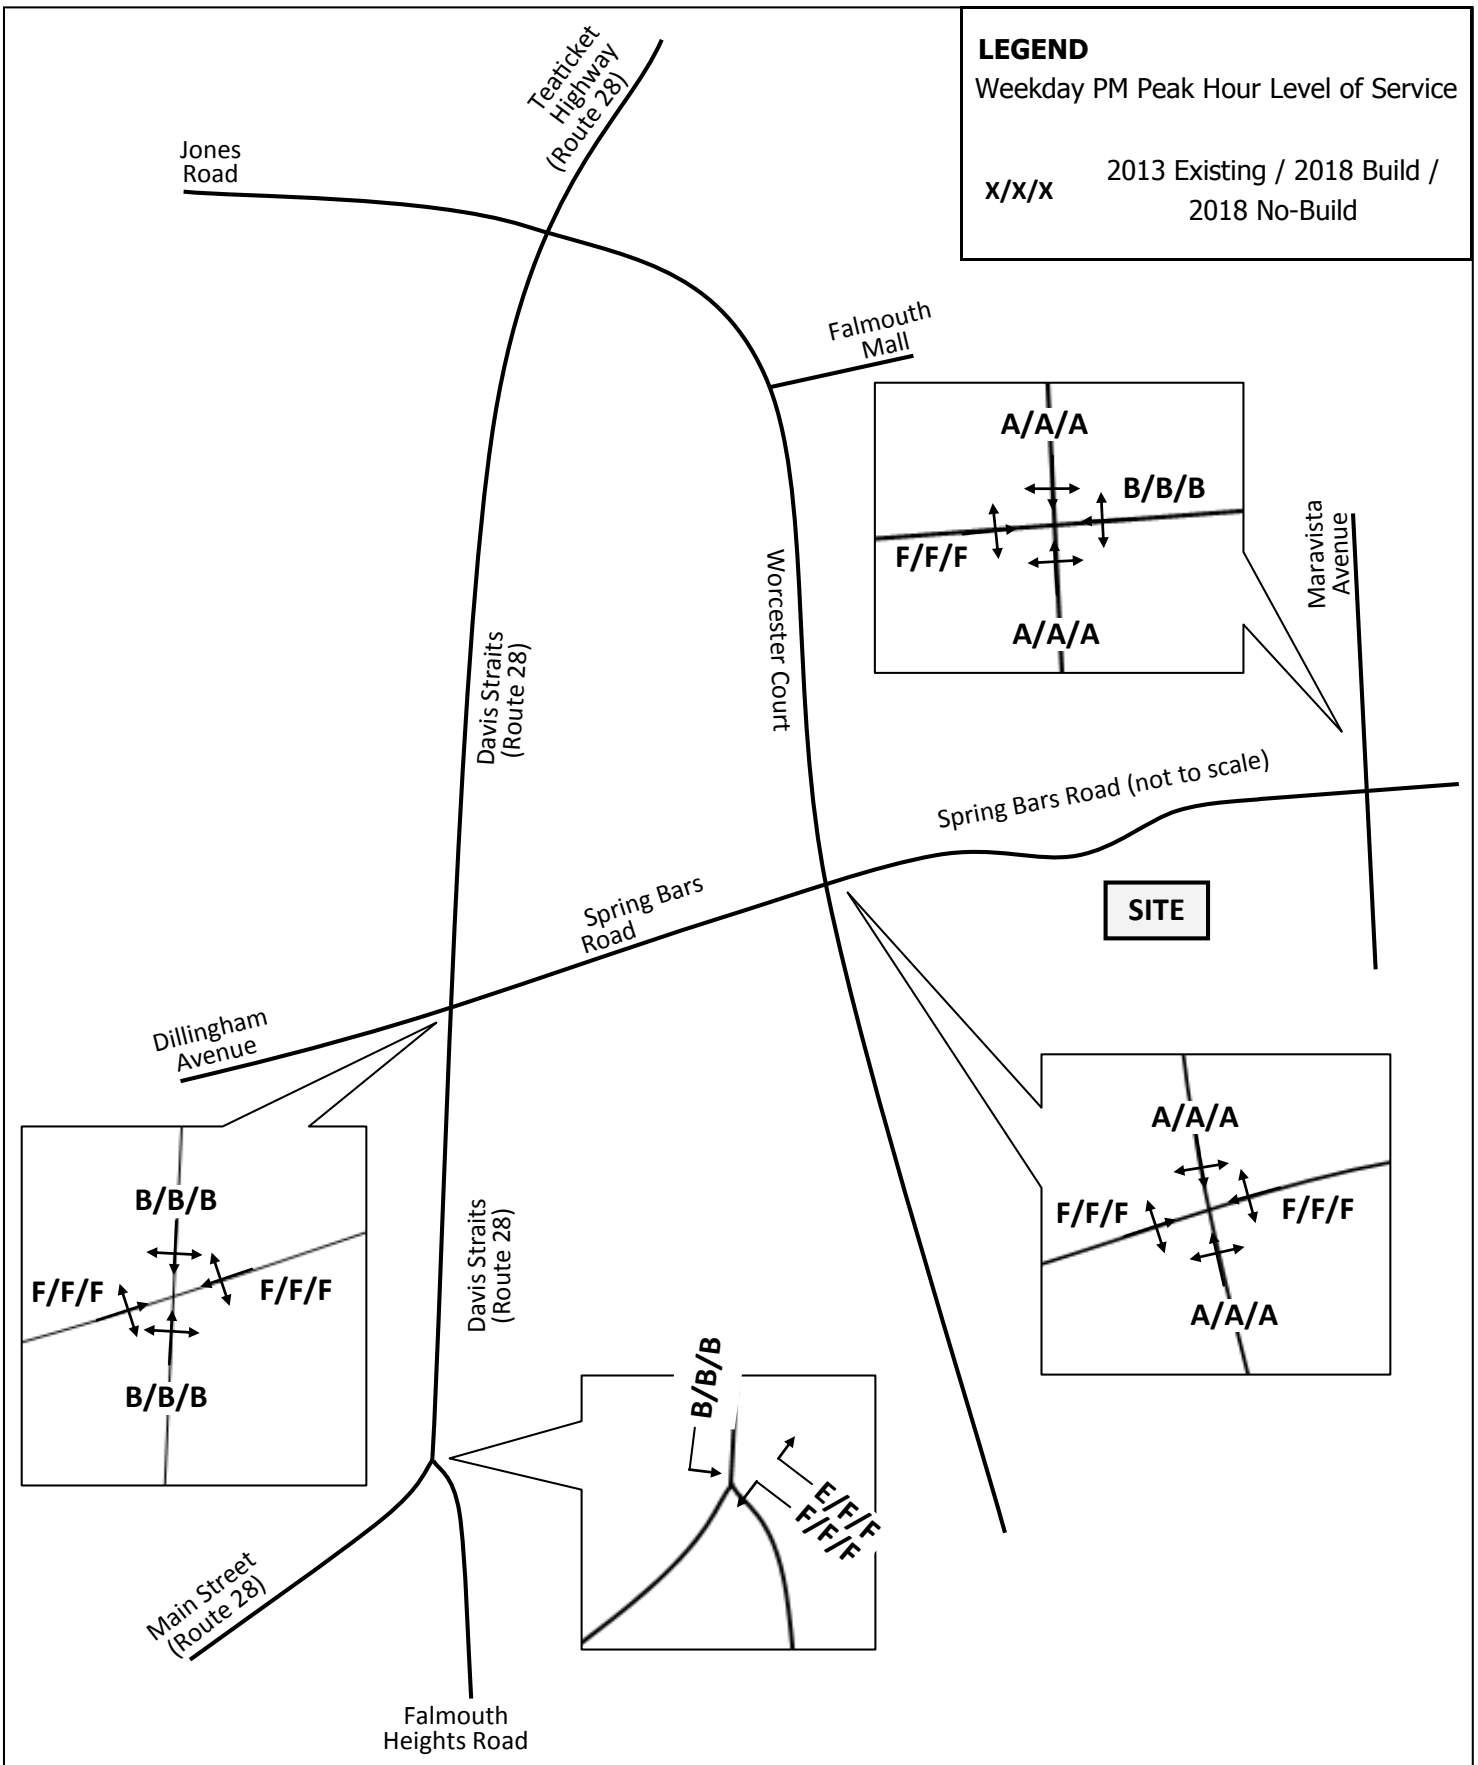 Teaticket
Highway
(Route 28)
LEGEND
Weekday PM Peak Hour Level of Service
X/X/X
2013 Existing / 2018 Build /
2018 No-Build
Jones
Road
Falmouth
Mall
A/A/A
B/B/B
F/F/F
A/A/A
Maravista
Avenue
Worcester Court
Davis Straits
(Route 28)
Spring Bars Road (not to scale)
SITE
Spring Bars
Road
Dillingham
Avenue
A/A/A
F/F/F
F/F/F
A/A/A
B/B/B
F/F/F
F/F/F
B/B/B
Davis Straits
(Route 28)
B/B/B
E/F/F
F/F/F
Main Street
(Route 28)
Falmouth
Heights Road